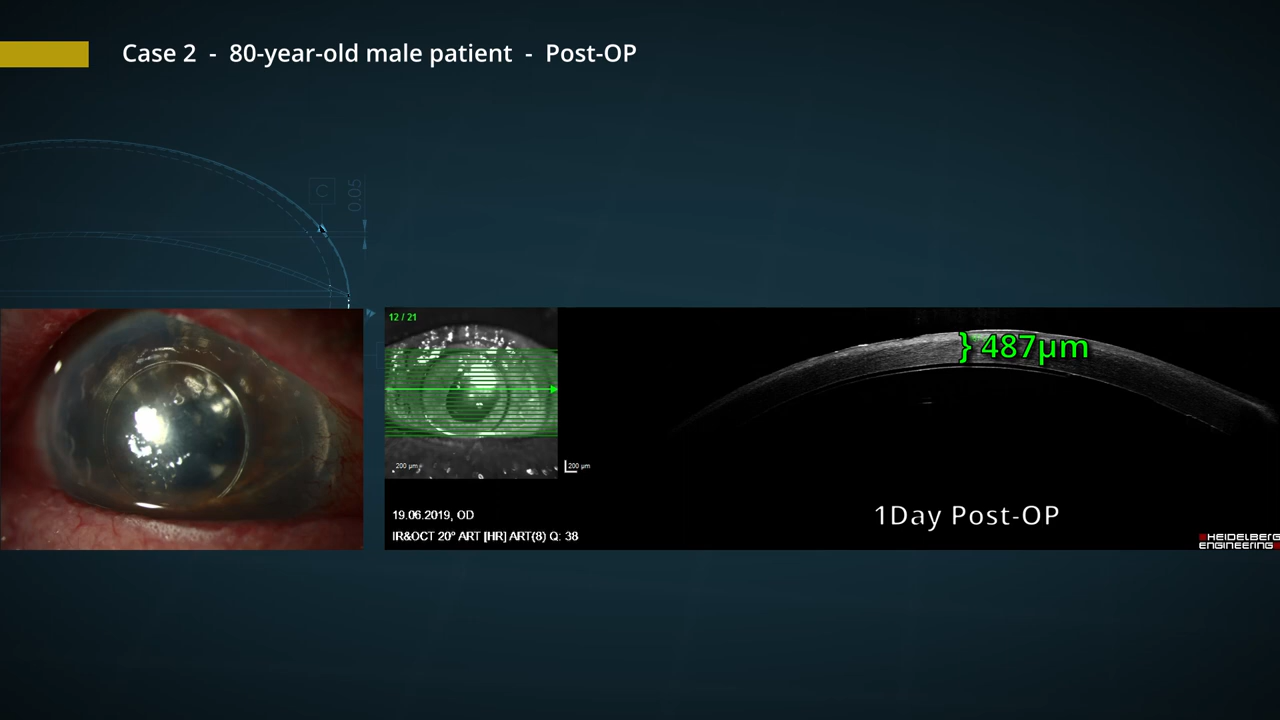 Case 2 - 80-year-old male patient - Post-OP
C
0.05
12 / 21
} 487µm
200 µm
200 µm
19.06.2019, OD
IR&OCT 20° ART [HR] ART(8) Q: 38
1Day Post-OP
HEIDELBERG
ENGINEERING